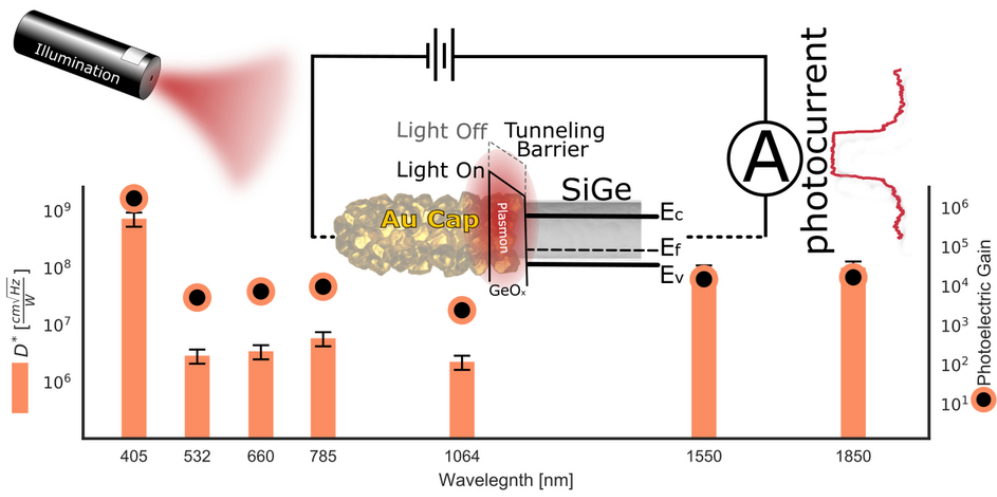 Illumination
Light Off
Tunneling
Barrier
Light On
SiGe
Au Cap
Plasmon
GeOₓ
Ec
Ef
Ev
A
photocurrent
D* [cm√Hz/W]
10⁹
10⁸
10⁷
10⁶
10⁶
10⁵
10⁴
10³
10²
10¹
Photoelectric Gain
405 532 660 785 1064 1550 1850
Wavelegnth [nm]